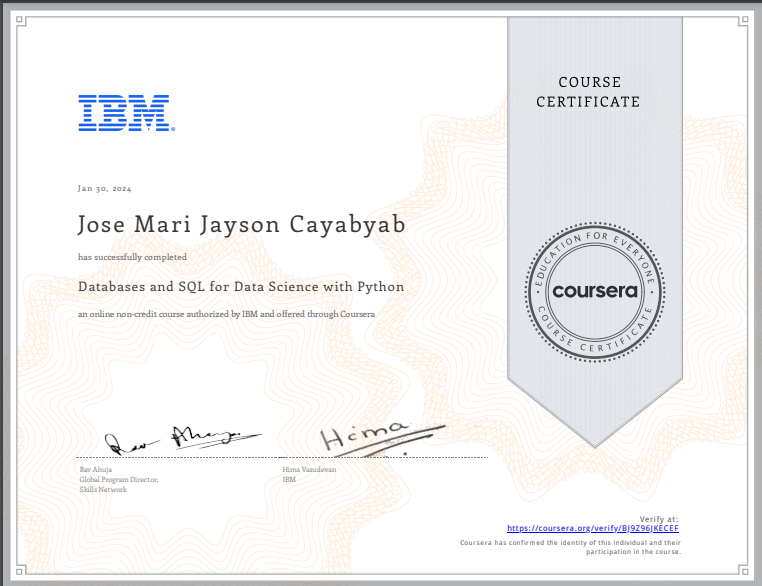 COURSE
CERTIFICATE
IBM®
Jan 30, 2024
Jose Mari Jayson Cayabyab
has successfully completed
Databases and SQL for Data Science with Python
an online non-credit course authorized by IBM and offered through Coursera
EDUCATION FOR EVERYONE
coursera
COURSE CERTIFICATE
Hima
Rav Ahuja
Global Program Director,
Skills Network
Hima Vasudevan
IBM
Verify at:
https://coursera.org/verify/BJ9Z96JKECEF
Coursera has confirmed the identity of this individual and their
participation in the course.